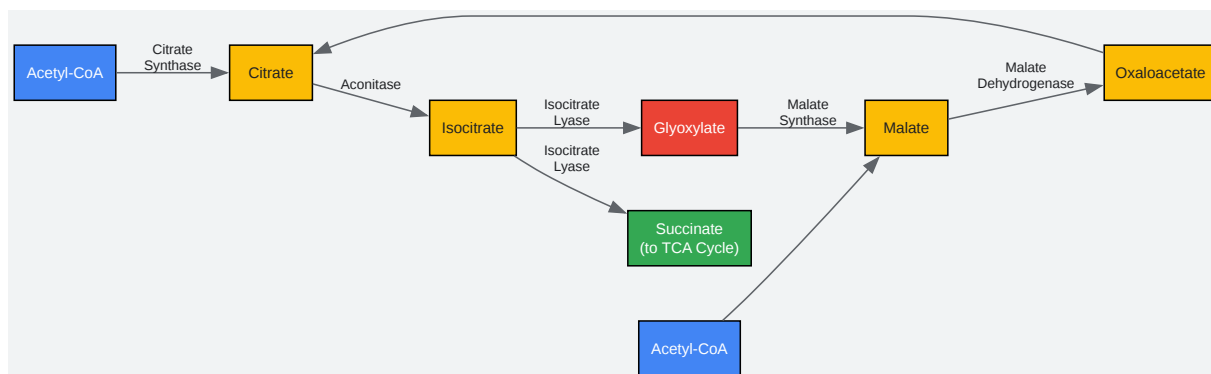 Acetyl-CoA
Citrate
Synthase
Citrate
Aconitase
Isocitrate
Isocitrate
Lyase
Isocitrate
Lyase
Glyoxylate
Succinate
(to TCA Cycle)
Acetyl-CoA
Malate
Synthase
Malate
Malate
Dehydrogenase
Oxaloacetate